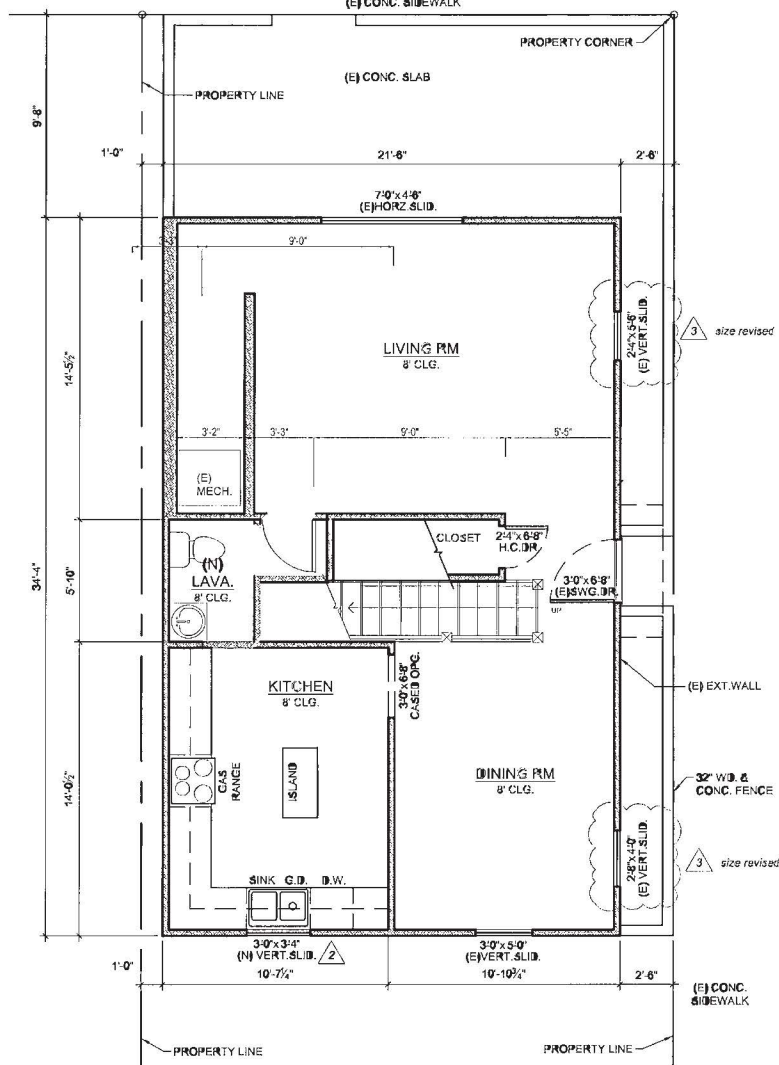 (E) CONC. SIDEWALK
PROPERTY CORNER
(E) CONC. SLAB
PROPERTY LINE
9'-8"
1'-0"
21'-6"
2'-6"
7'-0"x 4'-6"
(E)HORZ SLID.
9'-0"
2'-4"x 5'-6"
(E) VERT.SLID.
3
size revised
LIVING RM
8' CLG.
14'-5½"
3'-2"
3'-3"
9'-0"
5'-5"
(E)
MECH.
CLOSET
2'-4"x 6'-8"
H.C.DR.
(N)
LAVA.
8' CLG.
3'-0"x 6'-8"
(E)SWG.DR.
UP
34'-4"
5'-10"
KITCHEN
8' CLG.
3'-0"x 6'-8"
CASED OPG.
(E) EXT.WALL
GAS
RANGE
ISLAND
DINING RM
8' CLG.
32" WD. &
CONC. FENCE
14'-0½"
2'-8"x 4'-0"
(E) VERT.SLID.
3
size revised
SINK G.D. D.W.
3'-0"x 3'-4"
(N) VERT.SLID.
2
3'-0"x 5'-0"
(E)VERT.SLID.
1'-0"
10'-7¼"
10'-10¾"
2'-6"
(E) CONC.
SIDEWALK
PROPERTY LINE
PROPERTY LINE